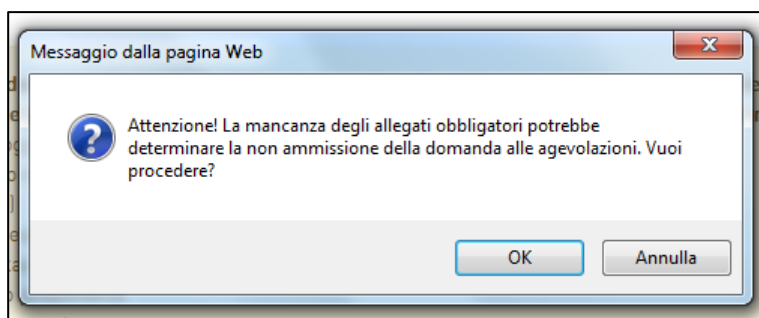 Messaggio dalla pagina Web
Attenzione! La mancanza degli allegati obbligatori potrebbe
determinare la non ammissione della domanda alle agevolazioni. Vuoi
procedere?
OK
Annulla